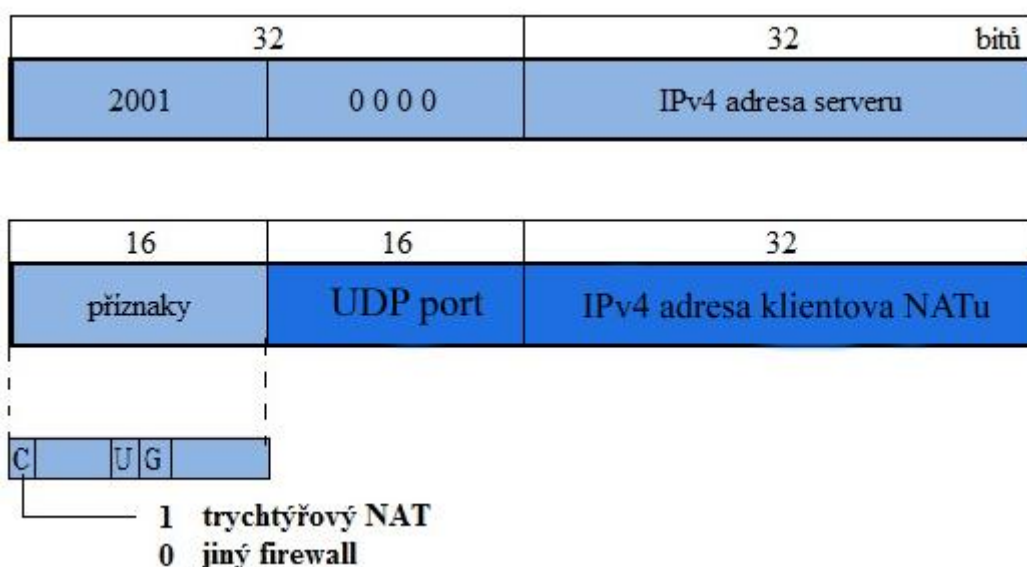 32 32 bitů
2001 0 0 0 0 IPv4 adresa serveru
16 16 32
příznaky UDP port IPv4 adresa klientova NATu
C U G
1 trychtýřový NAT
0 jiný firewall